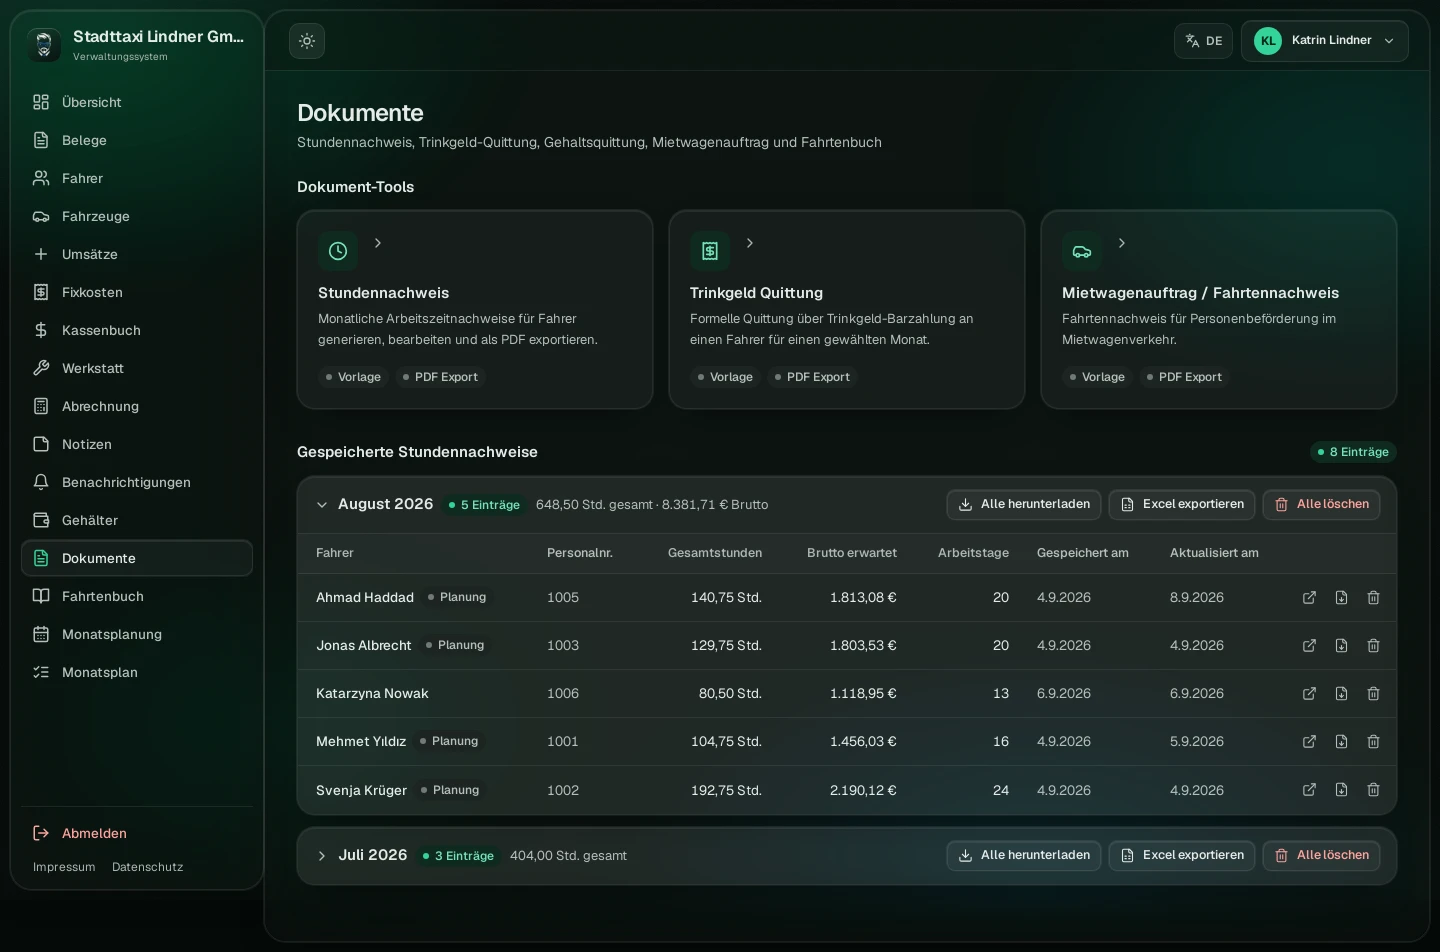 Stadttaxi Lindner Gm...
Verwaltungssystem
Übersicht
Belege
Fahrer
Fahrzeuge
Umsätze
Fixkosten
Kassenbuch
Werkstatt
Abrechnung
Notizen
Benachrichtigungen
Gehälter
Dokumente
Fahrtenbuch
Monatsplanung
Monatsplan
Abmelden
Impressum Datenschutz
DE
KL Katrin Lindner
Dokumente
Stundennachweis, Trinkgeld-Quittung, Gehaltsquittung, Mietwagenauftrag und Fahrtenbuch
Dokument-Tools
Stundennachweis
Monatliche Arbeitszeitnachweise für Fahrer
generieren, bearbeiten und als PDF exportieren.
Vorlage PDF Export
Trinkgeld Quittung
Formelle Quittung über Trinkgeld-Barzahlung an
einen Fahrer für einen gewählten Monat.
Vorlage PDF Export
Mietwagenauftrag / Fahrtennachweis
Fahrtennachweis für Personenbeförderung im
Mietwagenverkehr.
Vorlage PDF Export
Gespeicherte Stundennachweise 8 Einträge
August 2026 5 Einträge 648,50 Std. gesamt · 8.381,71 € Brutto Alle herunterladen Excel exportieren Alle löschen
Fahrer Personalnr. Gesamtstunden Brutto erwartet Arbeitstage Gespeichert am Aktualisiert am
Ahmad Haddad Planung 1005 140,75 Std. 1.813,08 € 20 4.9.2026 8.9.2026
Jonas Albrecht Planung 1003 129,75 Std. 1.803,53 € 20 4.9.2026 4.9.2026
Katarzyna Nowak 1006 80,50 Std. 1.118,95 € 13 6.9.2026 6.9.2026
Mehmet Yıldız Planung 1001 104,75 Std. 1.456,03 € 16 4.9.2026 5.9.2026
Svenja Krüger Planung 1002 192,75 Std. 2.190,12 € 24 4.9.2026 4.9.2026
Juli 2026 3 Einträge 404,00 Std. gesamt Alle herunterladen Excel exportieren Alle löschen